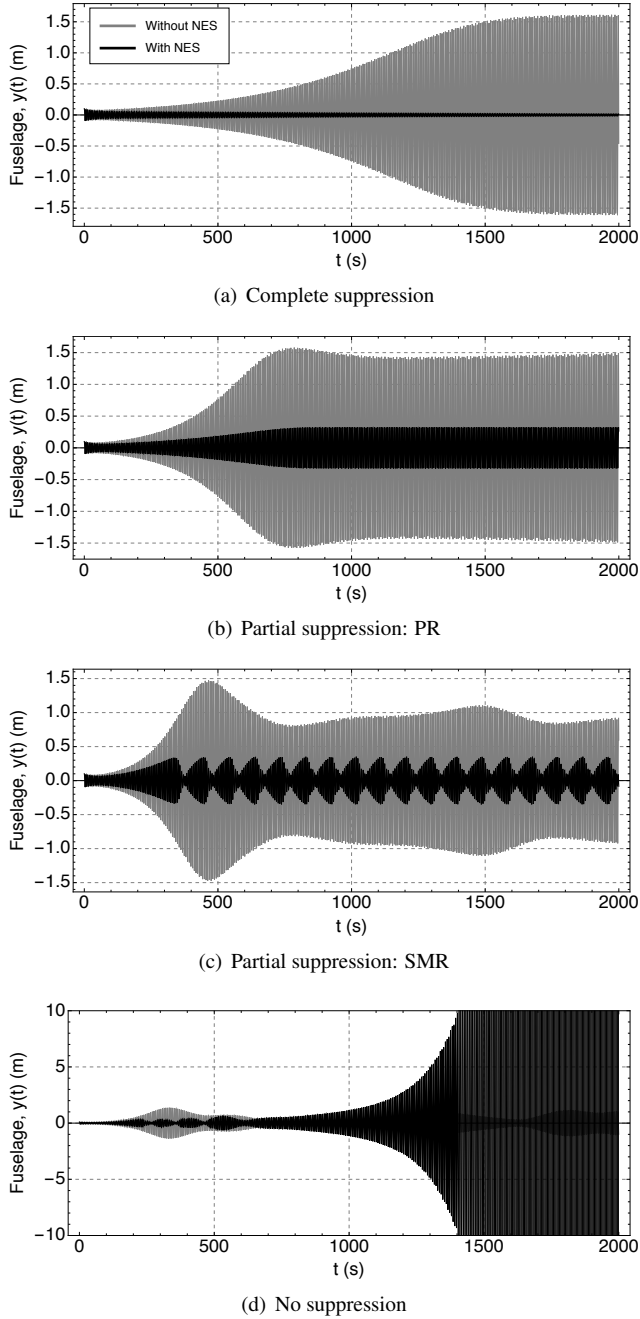 Without NES
With NES
Fuselage, y(t) (m)
1.5
1.0
0.5
0.0
−0.5
−1.0
−1.5
0 500 1000 1500 2000
t (s)
(a) Complete suppression
Fuselage, y(t) (m)
1.5
1.0
0.5
0.0
−0.5
−1.0
−1.5
0 500 1000 1500 2000
t (s)
(b) Partial suppression: PR
Fuselage, y(t) (m)
1.5
1.0
0.5
0.0
−0.5
−1.0
−1.5
0 500 1000 1500 2000
t (s)
(c) Partial suppression: SMR
Fuselage, y(t) (m)
10
5
0
−5
−10
0 500 1000 1500 2000
t (s)
(d) No suppression